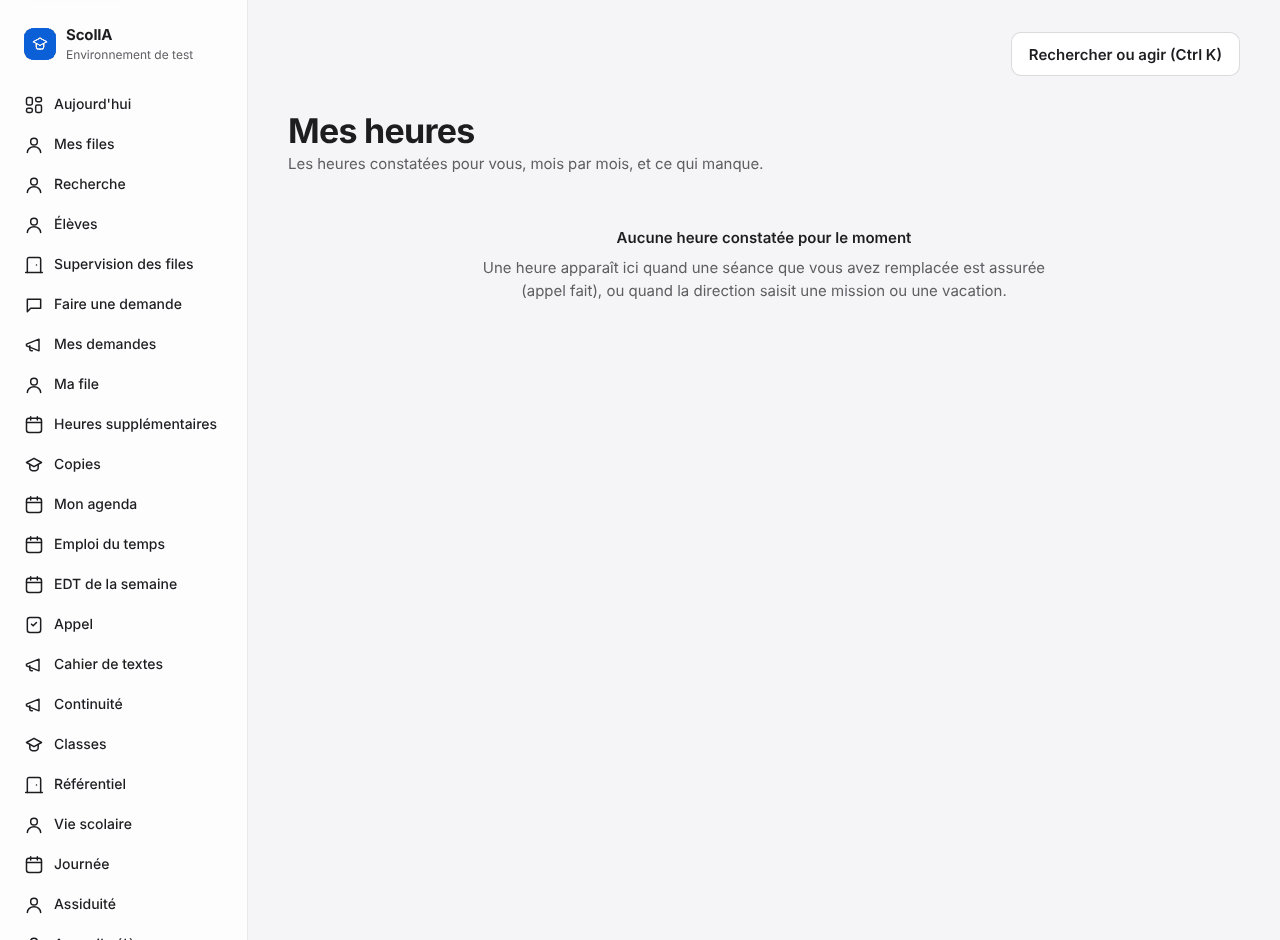 ScolIA
Environnement de test
Aujourd'hui
Mes files
Recherche
Élèves
Supervision des files
Faire une demande
Mes demandes
Ma file
Heures supplémentaires
Copies
Mon agenda
Emploi du temps
EDT de la semaine
Appel
Cahier de textes
Continuité
Classes
Référentiel
Vie scolaire
Journée
Assiduité
Rechercher ou agir (Ctrl K)
Mes heures
Les heures constatées pour vous, mois par mois, et ce qui manque.
Aucune heure constatée pour le moment
Une heure apparaît ici quand une séance que vous avez remplacée est assurée
(appel fait), ou quand la direction saisit une mission ou une vacation.